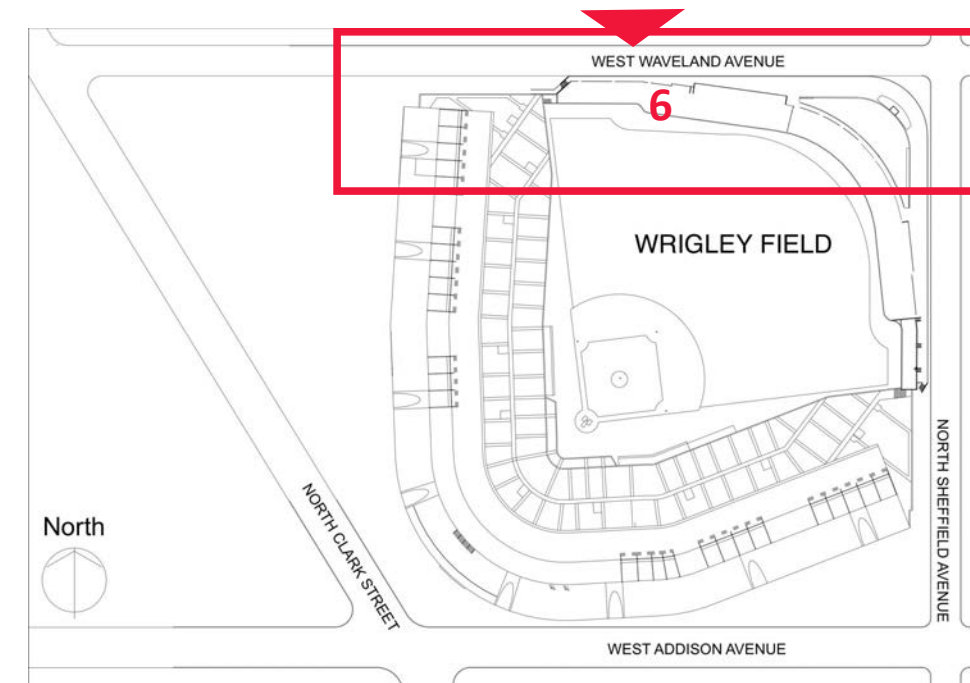 WEST WAVELAND AVENUE
6
WRIGLEY FIELD
North
NORTH CLARK STREET
NORTH SHEFFIELD AVENUE
WEST ADDISON AVENUE